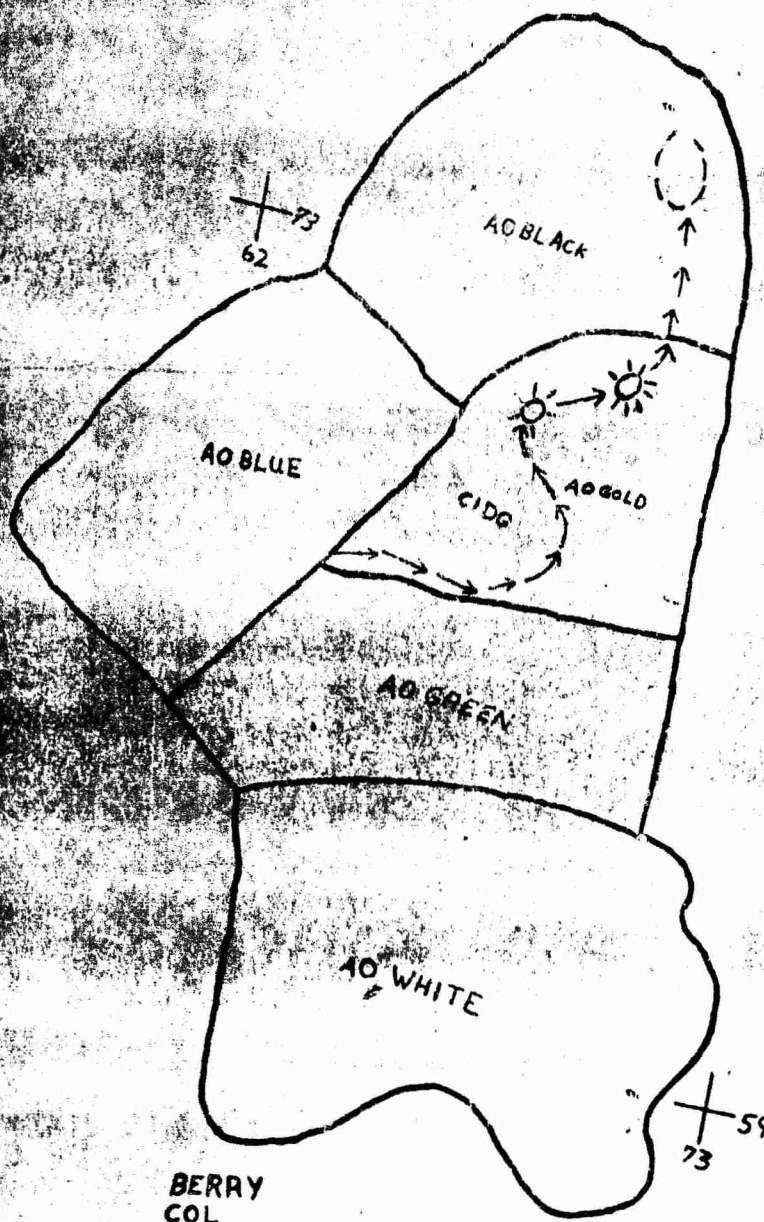 73
62
AO BLACK
AO BLUE
AO GOLD
CIDG
AO GREEN
AO WHITE
59
73
BERRY
COL